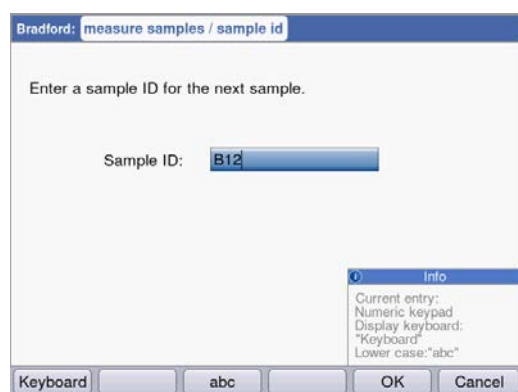 Bradford: measure samples / sample id
Enter a sample ID for the next sample.
Sample ID: B12
Info
Current entry:
Numeric keypad
Display keyboard:
"Keyboard"
Lower case:"abc"
Keyboard abc OK Cancel